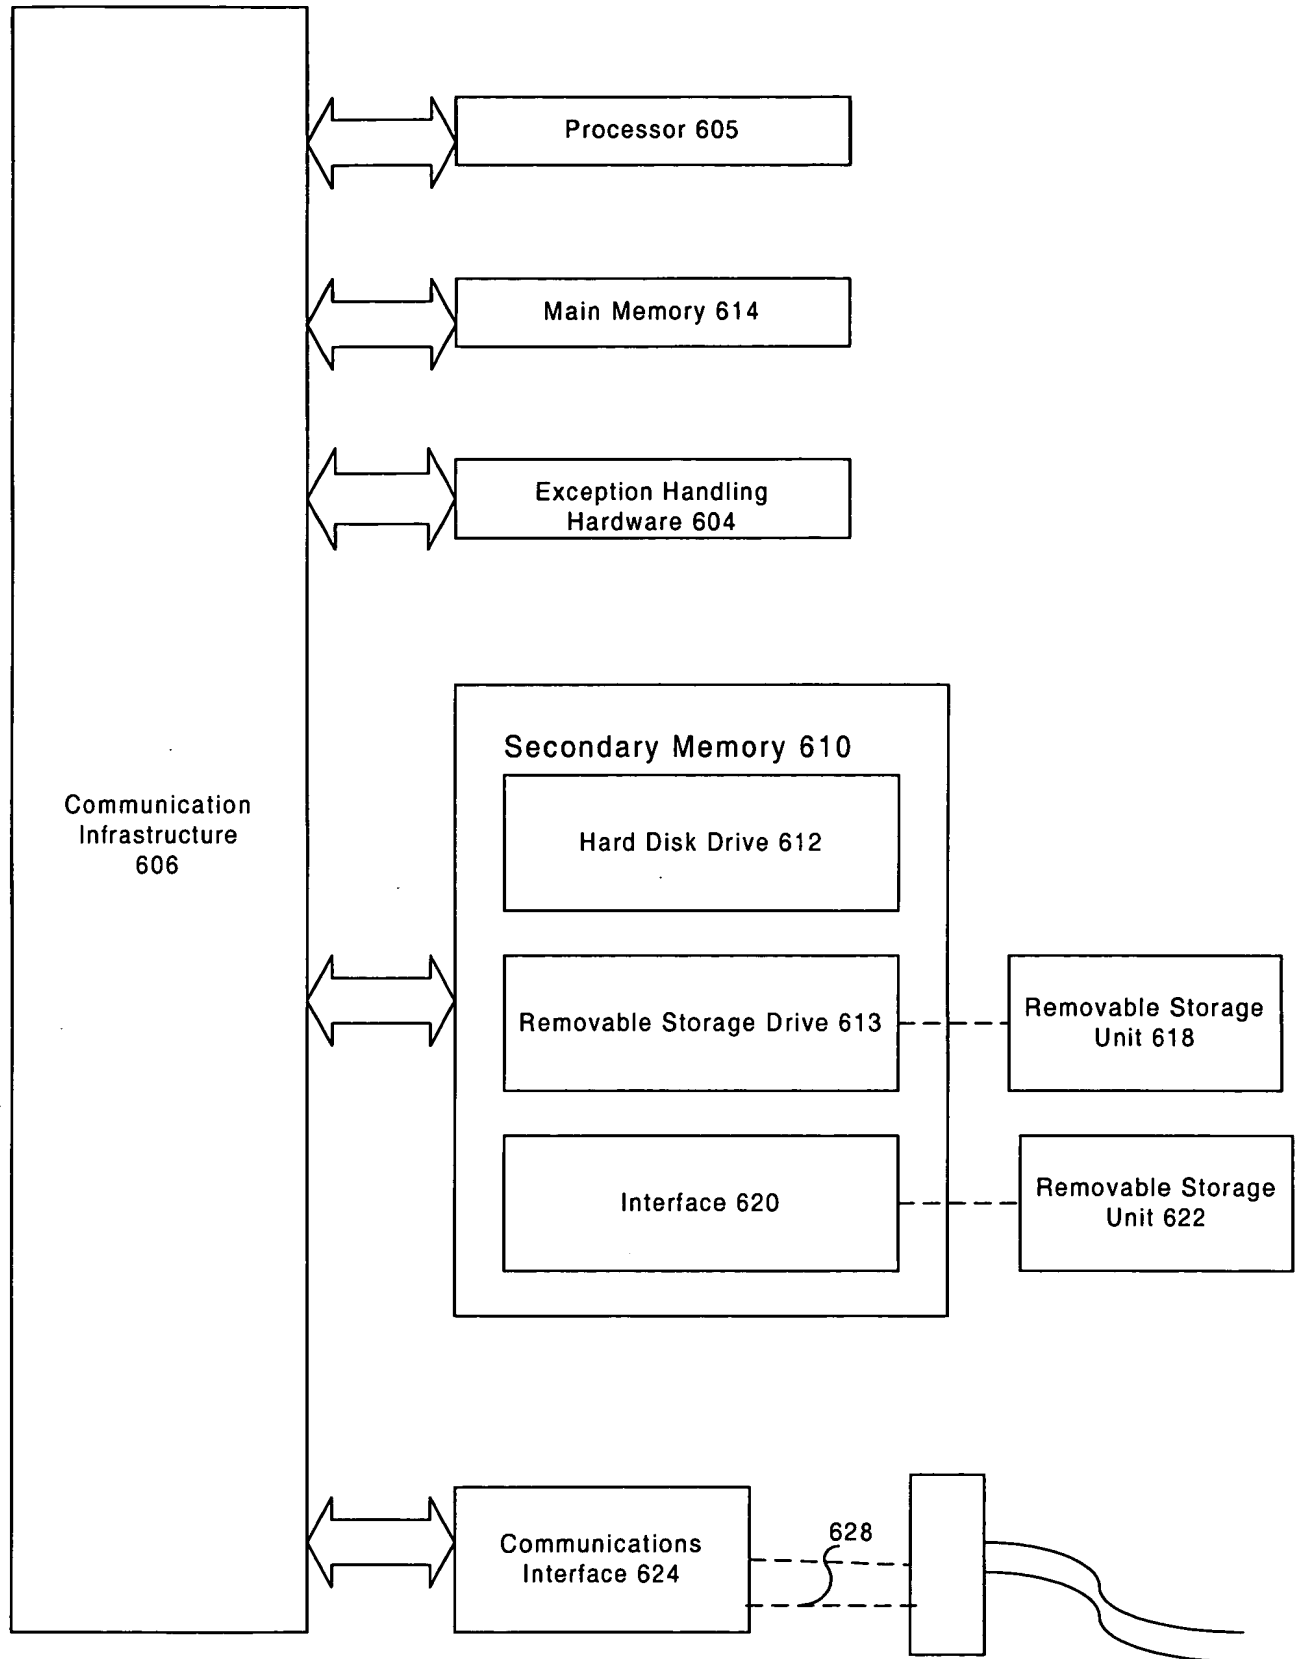 Processor 605
Main Memory 614
Exception Handling
Hardware 604
Secondary Memory 610
Communication
Infrastructure
606
Hard Disk Drive 612
Removable Storage Drive 613
Removable Storage
Unit 618
Interface 620
Removable Storage
Unit 622
Communications
Interface 624
628